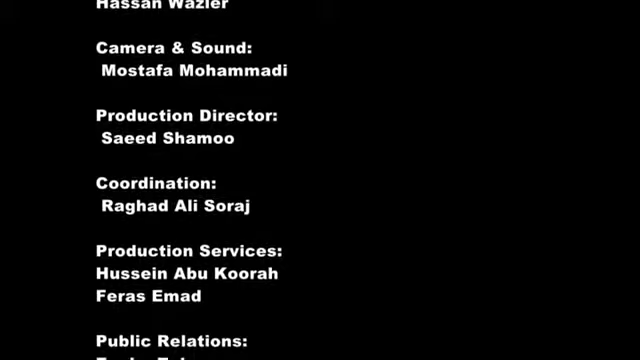 Hassan Wazier
Camera & Sound:
Mostafa Mohammadi
Production Director:
Saeed Shamoo
Coordination:
Raghad Ali Soraj
Production Services:
Hussein Abu Koorah
Feras Emad
Public Relations: